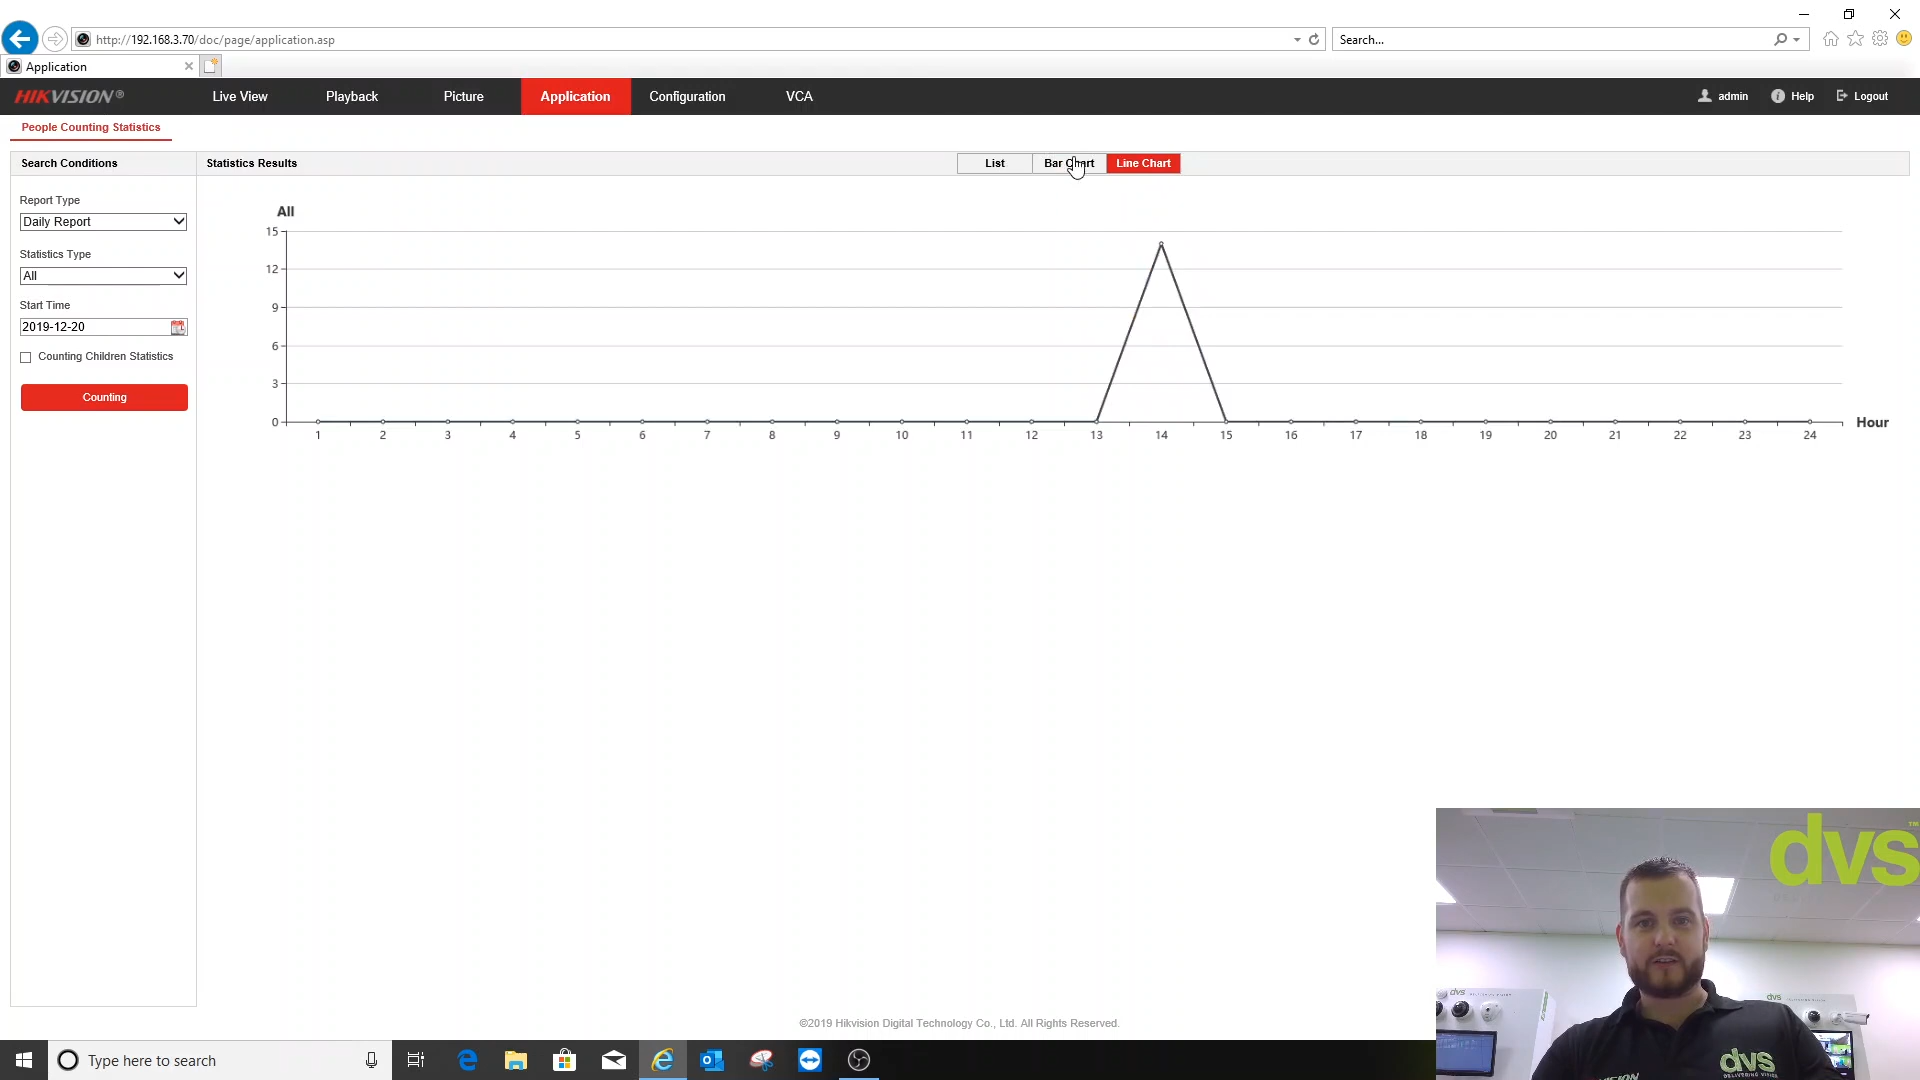 http://192.168.3.70/doc/page/application.asp
Search...
Application
HIKVISION®
Live View
Playback
Picture
Application
Configuration
VCA
admin
Help
Logout
People Counting Statistics
Search Conditions
Statistics Results
List
Bar Chart
Line Chart
Report Type
Daily Report
Statistics Type
All
Start Time
2019-12-20
Counting Children Statistics
Counting
All
15
12
9
6
3
0
1 2 3 4 5 6 7 8 9 10 11 12 13 14 15 16 17 18 19 20 21 22 23 24
Hour
©2019 Hikvision Digital Technology Co., Ltd. All Rights Reserved.
dvs™
dvs
dvs
dvs
DELIVERING VISION
Type here to search